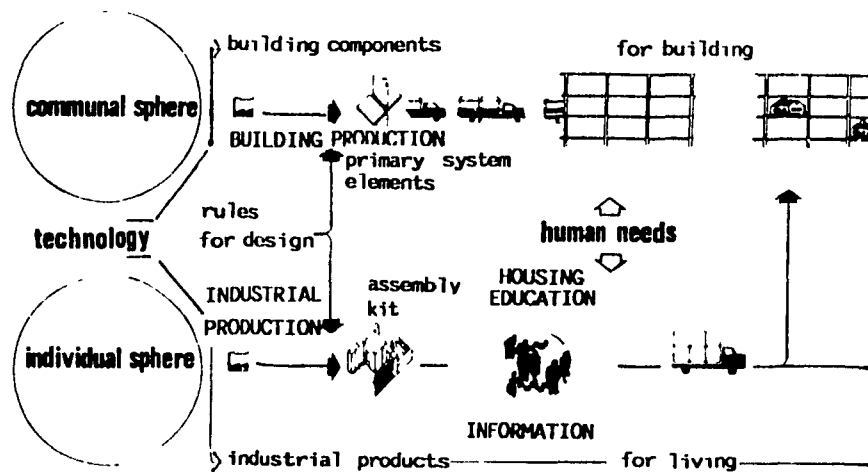 building components
for building
communal sphere
BUILDING PRODUCTION
primary system
elements
rules
for design
technology
human needs
INDUSTRIAL
PRODUCTION
assembly
kit
HOUSING
EDUCATION
individual sphere
INFORMATION
industrial products
for living